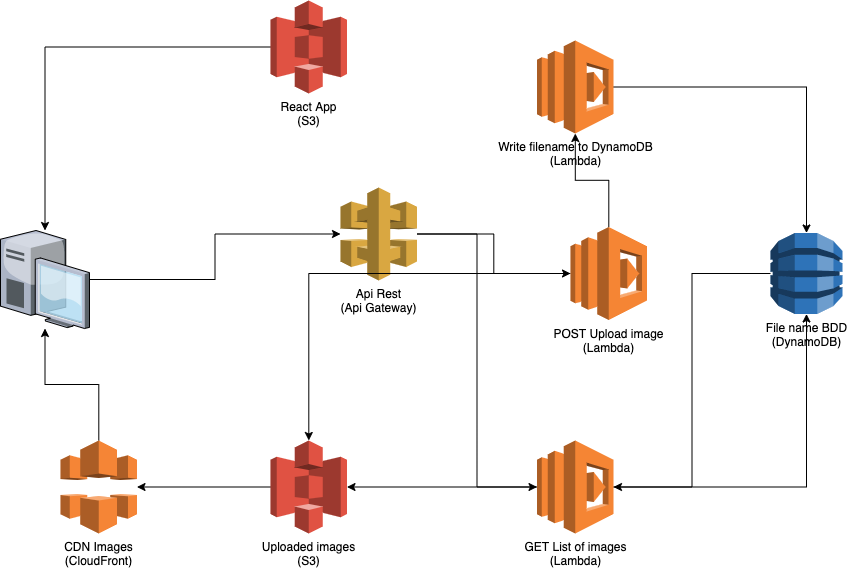 React App
(S3)
Write filename to DynamoDB
(Lambda)
Api Rest
(Api Gateway)
POST Upload image
(Lambda)
File name BDD
(DynamoDB)
CDN Images
(CloudFront)
Uploaded images
(S3)
GET List of images
(Lambda)